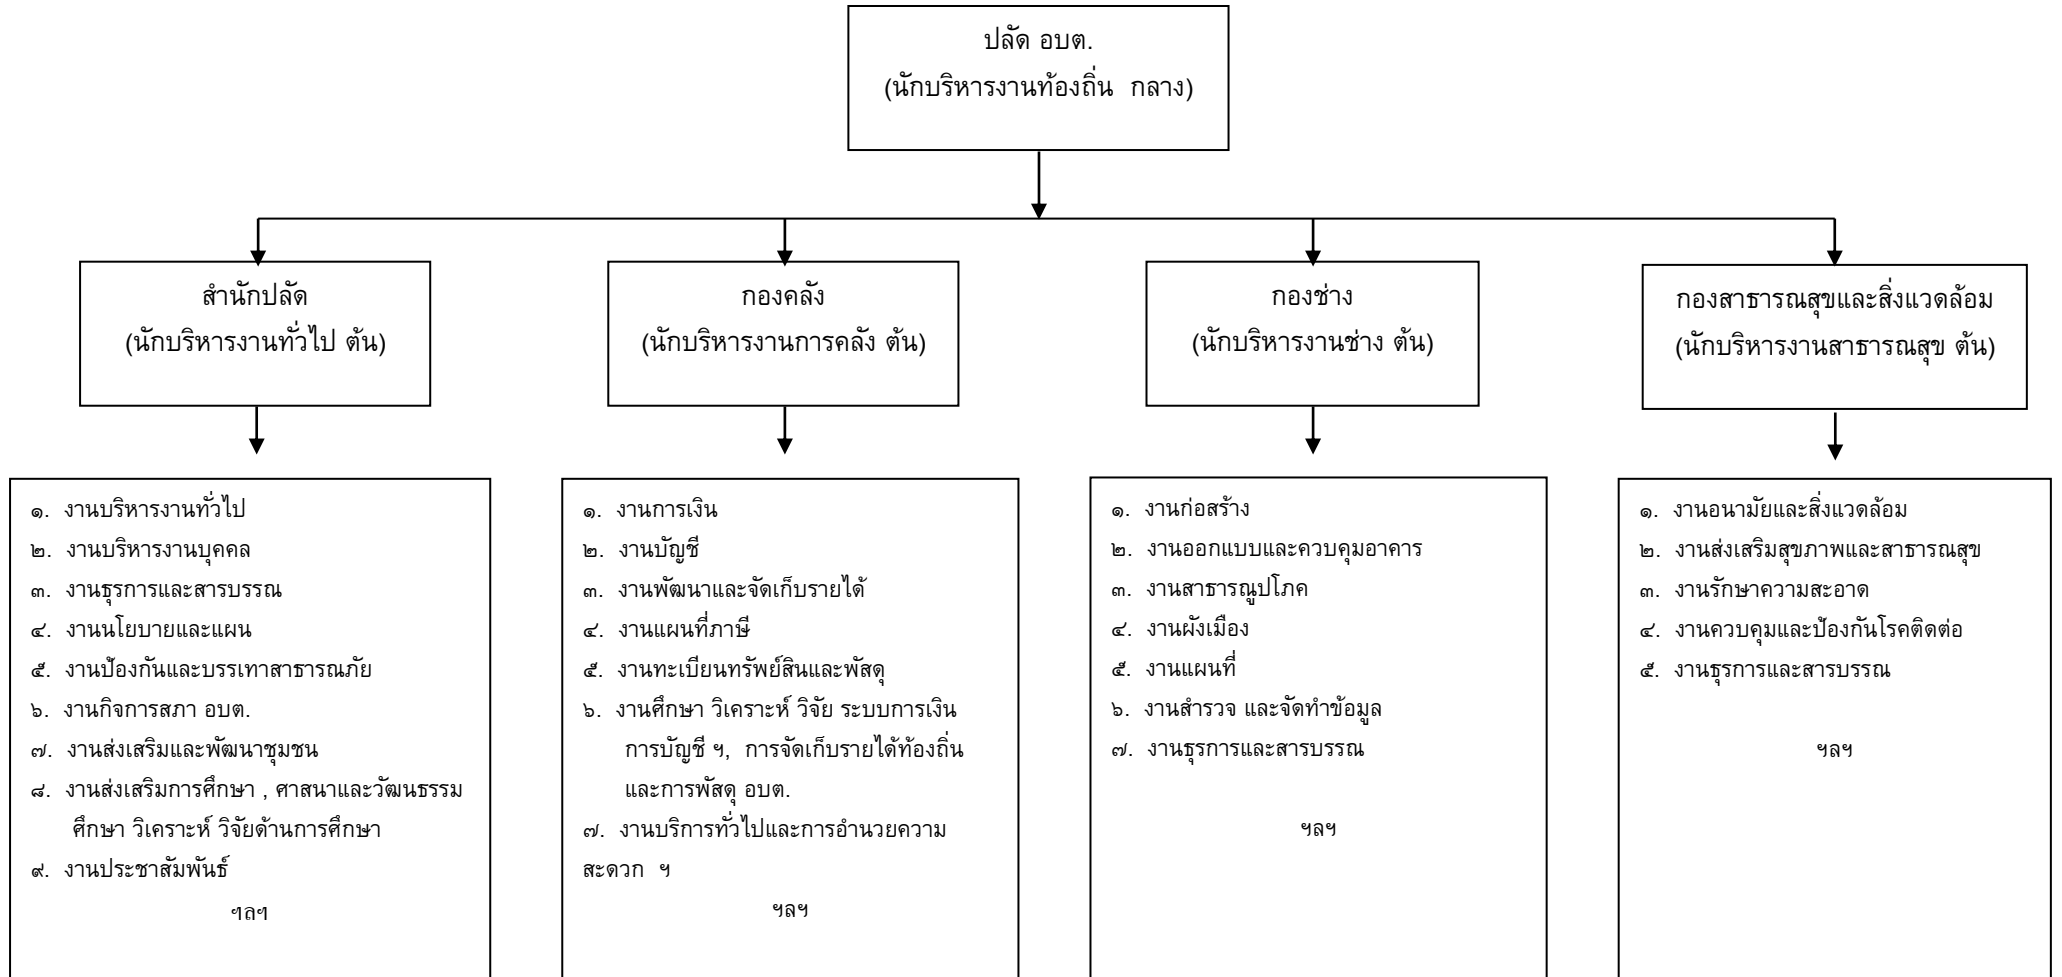 ปลัด อบต.
(นักบริหารงานท้องถิ่น กลาง)
สำนักปลัด
(นักบริหารงานทั่วไป ต้น)
กองคลัง
(นักบริหารงานการคลัง ต้น)
กองช่าง
(นักบริหารงานช่าง ต้น)
กองสาธารณสุขและสิ่งแวดล้อม
(นักบริหารงานสาธารณสุข ต้น)
๑. งานบริหารงานทั่วไป
๒. งานบริหารงานบุคคล
๓. งานธุรการและสารบรรณ
๔. งานนโยบายและแผน
๕. งานป้องกันและบรรเทาสาธารณภัย
๖. งานกิจการสภา อบต.
๗. งานส่งเสริมและพัฒนาชุมชน
๘. งานส่งเสริมการศึกษา , ศาสนาและวัฒนธรรม
ศึกษา วิเคราะห์ วิจัยด้านการศึกษา
๙. งานประชาสัมพันธ์
ฯลฯ
๑. งานการเงิน
๒. งานบัญชี
๓. งานพัฒนาและจัดเก็บรายได้
๔. งานแผนที่ภาษี
๕. งานทะเบียนทรัพย์สินและพัสดุ
๖. งานศึกษา วิเคราะห์ วิจัย ระบบการเงิน
การบัญชี ฯ, การจัดเก็บรายได้ท้องถิ่น
และการพัสดุ อบต.
๗. งานบริการทั่วไปและการอำนวยความ
สะดวก ฯ
ฯลฯ
๑. งานก่อสร้าง
๒. งานออกแบบและควบคุมอาคาร
๓. งานสาธารณูปโภค
๔. งานผังเมือง
๕. งานแผนที่
๖. งานสำรวจ และจัดทำข้อมูล
๗. งานธุรการและสารบรรณ
ฯลฯ
๑. งานอนามัยและสิ่งแวดล้อม
๒. งานส่งเสริมสุขภาพและสาธารณสุข
๓. งานรักษาความสะอาด
๔. งานควบคุมและป้องกันโรคติดต่อ
๕. งานธุรการและสารบรรณ
ฯลฯ